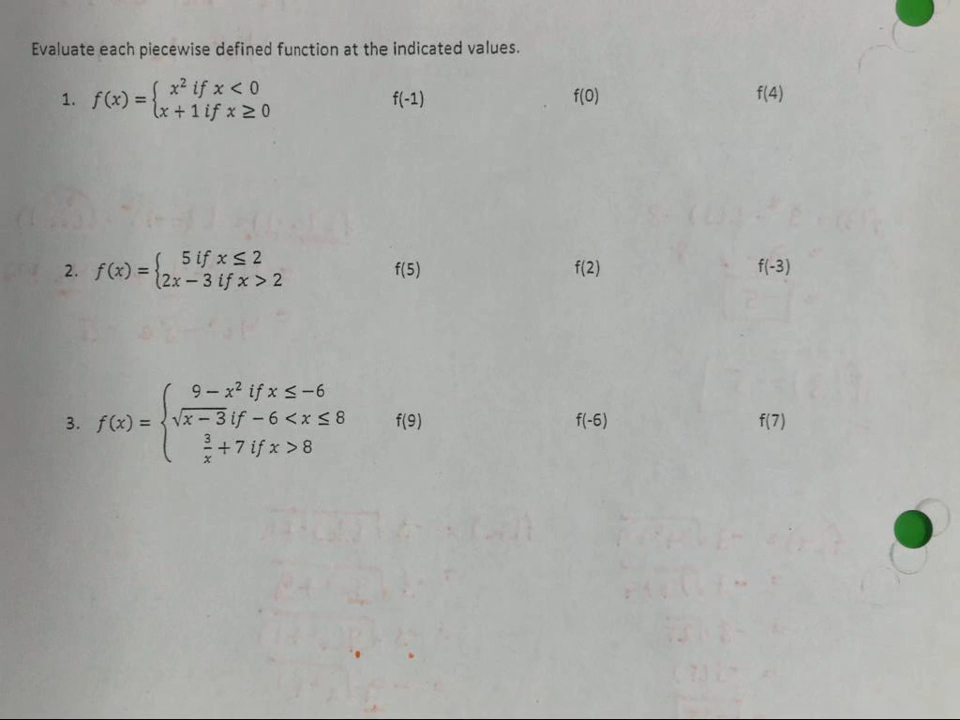 Evaluate each piecewise defined function at the indicated values.
1. f(x) = { x² if x < 0
x + 1 if x ≥ 0 f(-1) f(0) f(4)
2. f(x) = { 5 if x ≤ 2
2x – 3 if x > 2 f(5) f(2) f(-3)
3. f(x) = { 9 – x² if x ≤ -6
√x – 3 if – 6 < x ≤ 8 f(9) f(-6) f(7)
3/x + 7 if x > 8